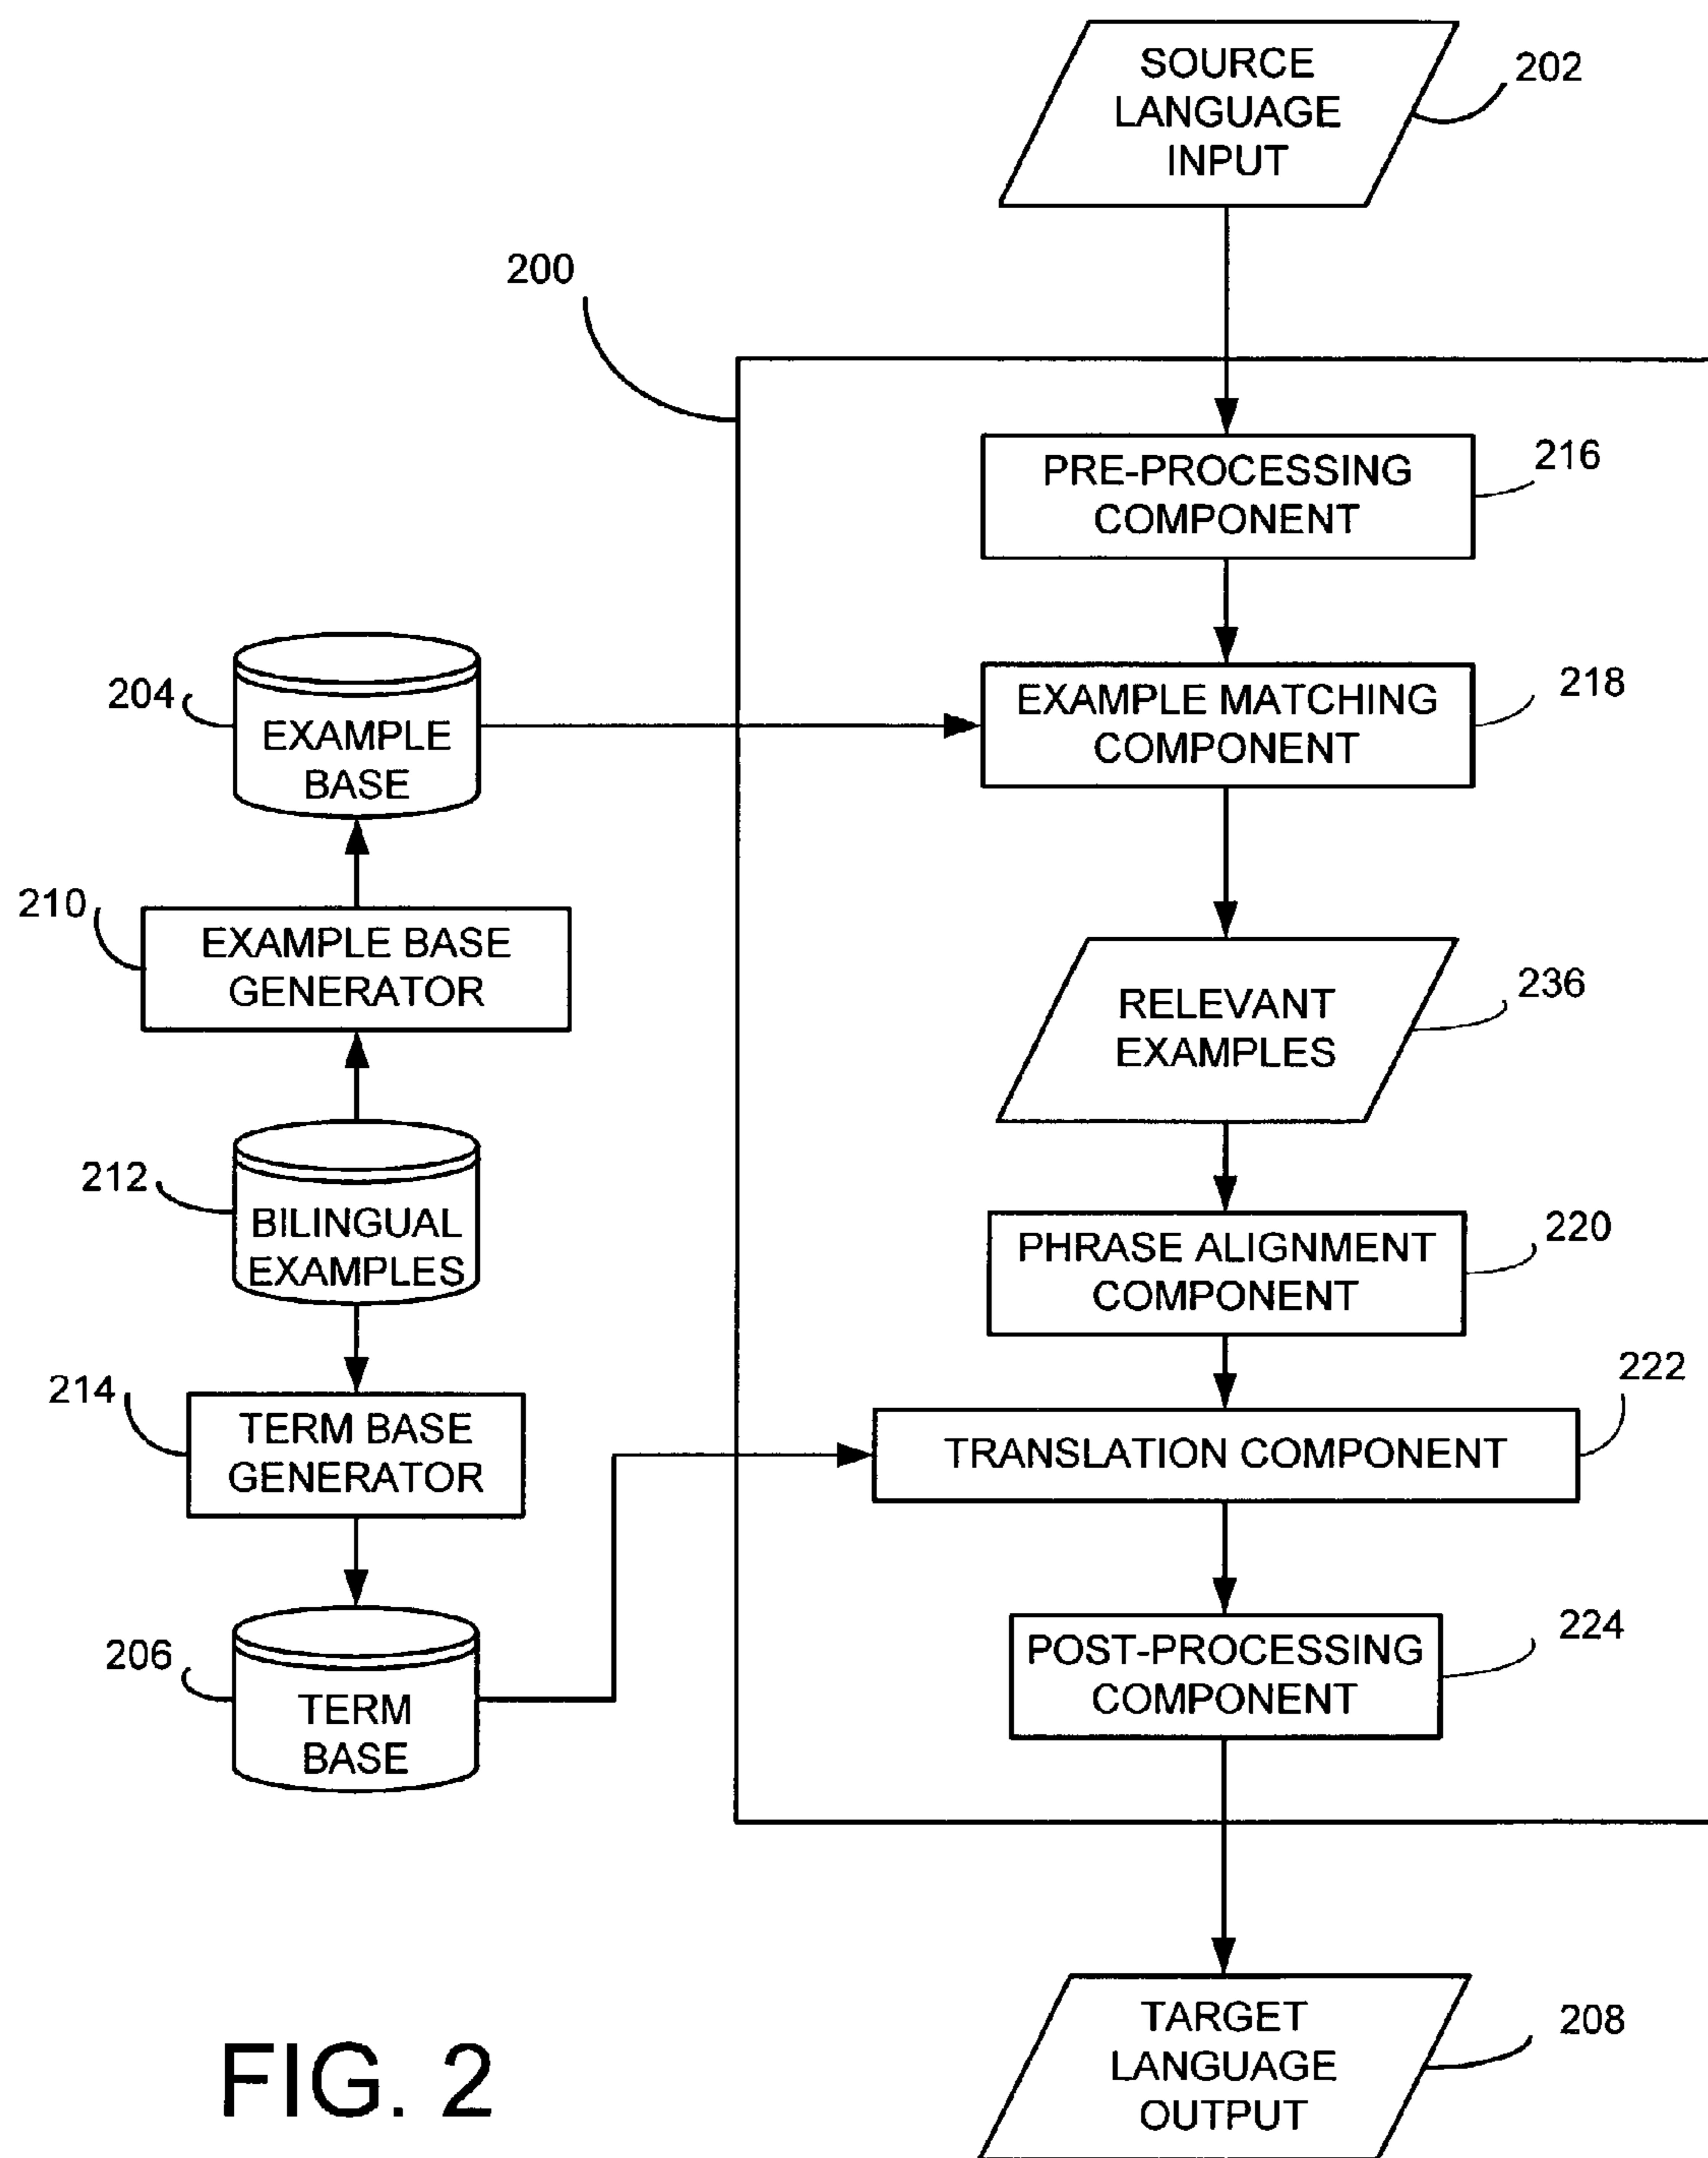 SOURCE
LANGUAGE
INPUT
202
200
PRE-PROCESSING
COMPONENT
216
204
EXAMPLE
BASE
EXAMPLE MATCHING
COMPONENT
218
210
EXAMPLE BASE
GENERATOR
RELEVANT
EXAMPLES
236
212
BILINGUAL
EXAMPLES
PHRASE ALIGNMENT
COMPONENT
220
214
TERM BASE
GENERATOR
TRANSLATION COMPONENT
222
206
TERM
BASE
POST-PROCESSING
COMPONENT
224
TARGET
LANGUAGE
OUTPUT
208
FIG. 2